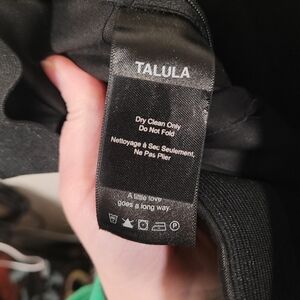 TALULA
Dry Clean Only
Do Not Fold
Nettoyage à Sec Seulement,
Ne Pas Plier
A little love
goes a long way.